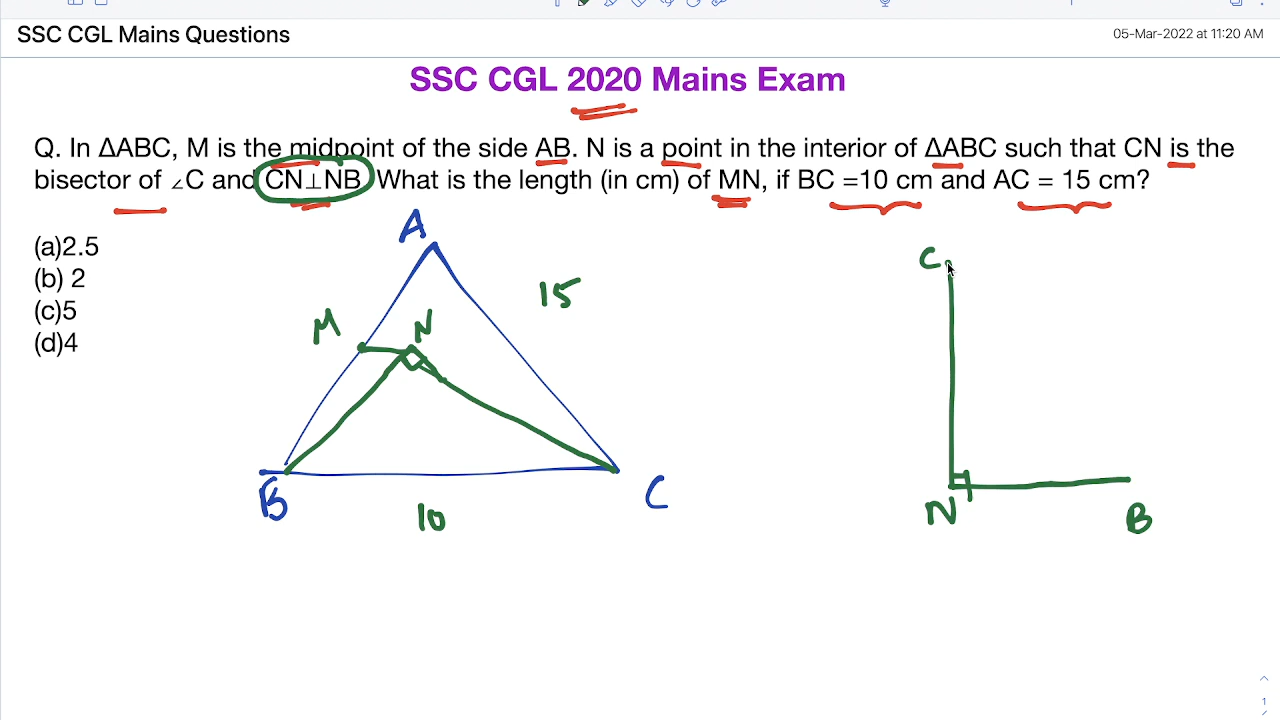 SSC CGL Mains Questions
05-Mar-2022 at 11:20 AM
SSC CGL 2020 Mains Exam
Q. In ΔABC, M is the midpoint of the side AB. N is a point in the interior of ΔABC such that CN is the
bisector of ∠C and CN⊥NB. What is the length (in cm) of MN, if BC =10 cm and AC = 15 cm?
(a)2.5
(b) 2
(c)5
(d)4
A
15
M
N
B
C
10
C
N
B
1